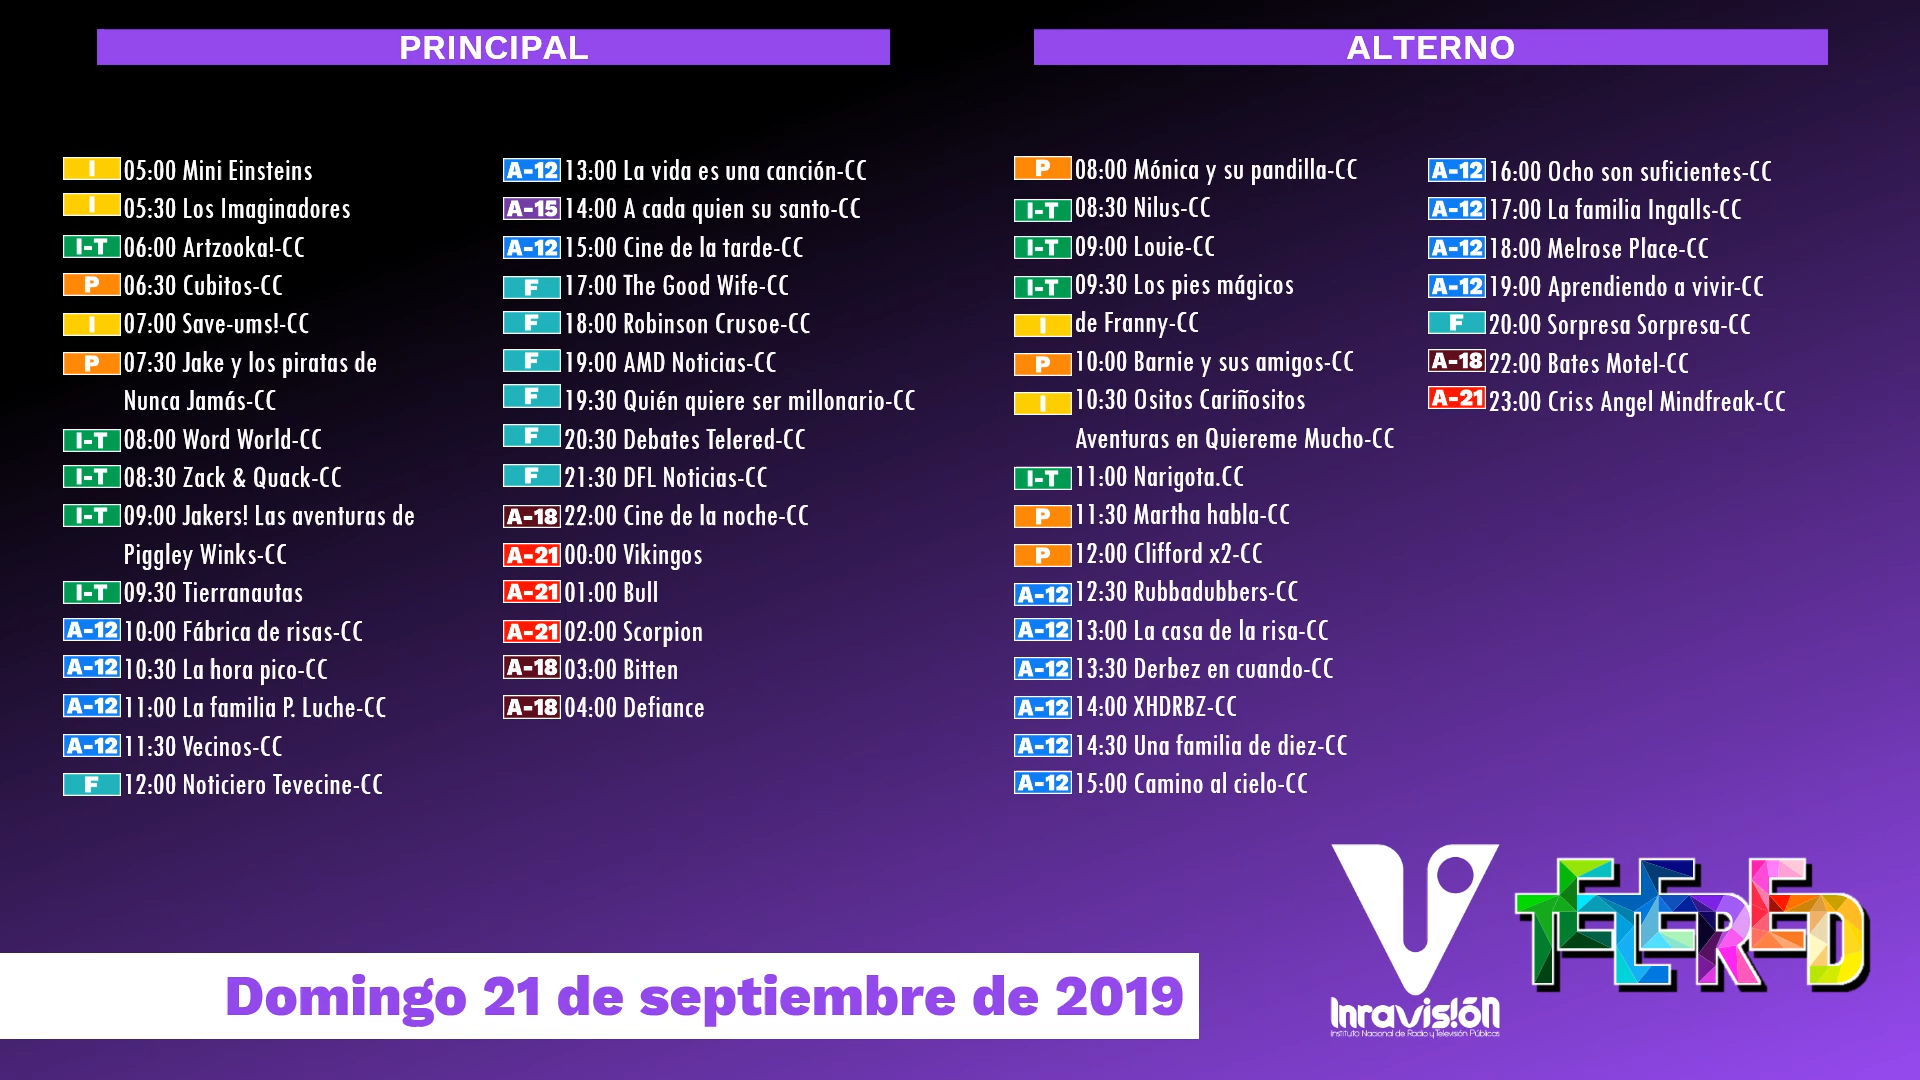 PRINCIPAL
I 05:00 Mini Einsteins
I 05:30 Los Imaginadores
I-T 06:00 Artzooka!-CC
P 06:30 Cubitos-CC
I 07:00 Save-ums!-CC
P 07:30 Jake y los piratas de
Nunca Jamás-CC
I-T 08:00 Word World-CC
I-T 08:30 Zack & Quack-CC
I-T 09:00 Jakers! Las aventuras de
Piggley Winks-CC
I-T 09:30 Tierranautas
A-12 10:00 Fábrica de risas-CC
A-12 10:30 La hora pico-CC
A-12 11:00 La familia P. Luche-CC
A-12 11:30 Vecinos-CC
F 12:00 Noticiero Tevecine-CC
A-12 13:00 La vida es una canción-CC
A-15 14:00 A cada quien su santo-CC
A-12 15:00 Cine de la tarde-CC
F 17:00 The Good Wife-CC
F 18:00 Robinson Crusoe-CC
F 19:00 AMD Noticias-CC
F 19:30 Quién quiere ser millonario-CC
F 20:30 Debates Telered-CC
F 21:30 DFL Noticias-CC
A-18 22:00 Cine de la noche-CC
A-21 00:00 Vikingos
A-21 01:00 Bull
A-21 02:00 Scorpion
A-18 03:00 Bitten
A-18 04:00 Defiance
ALTERNO
P 08:00 Mónica y su pandilla-CC
I-T 08:30 Nilus-CC
I-T 09:00 Louie-CC
I-T 09:30 Los pies mágicos
I de Franny-CC
P 10:00 Barnie y sus amigos-CC
I 10:30 Ositos Cariñositos
Aventuras en Quiereme Mucho-CC
I-T 11:00 Narigota.CC
P 11:30 Martha habla-CC
P 12:00 Clifford x2-CC
A-12 12:30 Rubbadubbers-CC
A-12 13:00 La casa de la risa-CC
A-12 13:30 Derbez en cuando-CC
A-12 14:00 XHDRBZ-CC
A-12 14:30 Una familia de diez-CC
A-12 15:00 Camino al cielo-CC
A-12 16:00 Ocho son suficientes-CC
A-12 17:00 La familia Ingalls-CC
A-12 18:00 Melrose Place-CC
A-12 19:00 Aprendiendo a vivir-CC
F 20:00 Sorpresa Sorpresa-CC
A-18 22:00 Bates Motel-CC
A-21 23:00 Criss Angel Mindfreak-CC
Domingo 21 de septiembre de 2019
Inravisión
Instituto Nacional de Radio y Televisión Públicas
TELERED